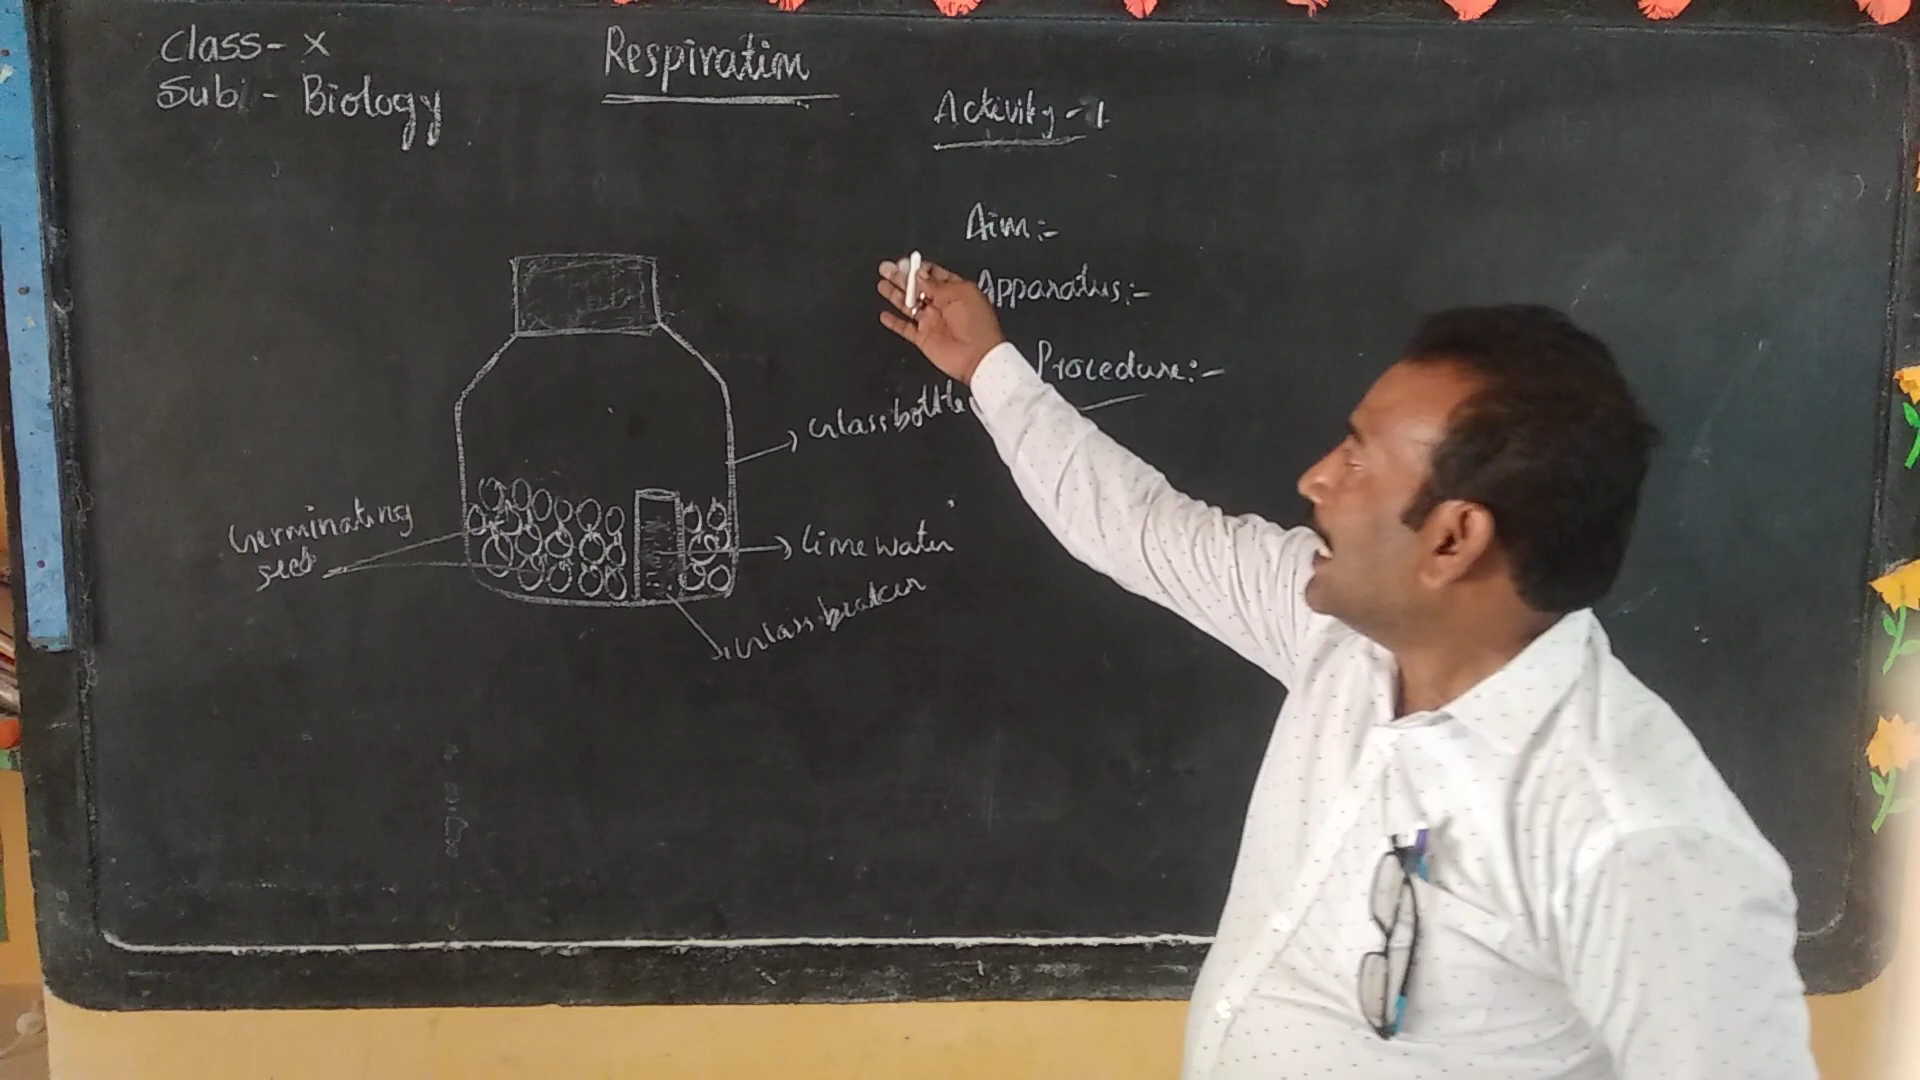 Class - X
Sub - Biology
Respiration
Activity - 1
Aim:-
Apparatus:-
Procedure:-
Glass bottle
Germinating
seed
Lime water
Glass beaker